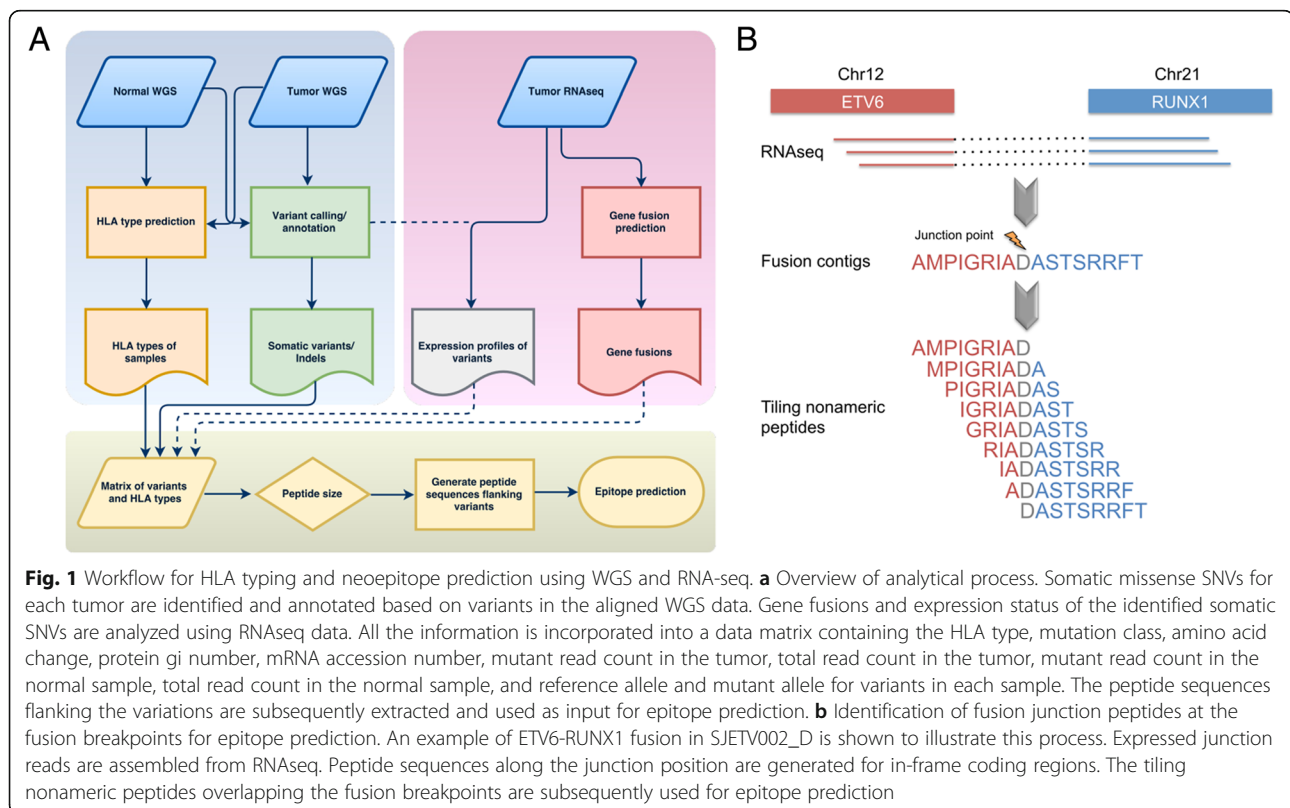 A
Normal WGS
Tumor WGS
Tumor RNAseq
HLA type prediction
Variant calling/
annotation
Gene fusion
prediction
HLA types of
samples
Somatic variants/
Indels
Expression profiles of
variants
Gene fusions
Matrix of variants
and HLA types
Peptide size
Generate peptide
sequences flanking
variants
Epitope prediction
B
Chr12
Chr21
ETV6
RUNX1
RNAseq
Junction point
Fusion contigs
AMPIGRIADASTSRRFT
Tiling nonameric
peptides
AMPIGRIAD
MPIGRIADA
PIGRIADAS
IGRIADAST
GRIADASTS
RIADASTSR
IADASTSRR
ADASTSRRF
DASTSRRFT
Fig. 1 Workflow for HLA typing and neoepitope prediction using WGS and RNA-seq. a Overview of analytical process. Somatic missense SNVs for
each tumor are identified and annotated based on variants in the aligned WGS data. Gene fusions and expression status of the identified somatic
SNVs are analyzed using RNAseq data. All the information is incorporated into a data matrix containing the HLA type, mutation class, amino acid
change, protein gi number, mRNA accession number, mutant read count in the tumor, total read count in the tumor, mutant read count in the
normal sample, total read count in the normal sample, and reference allele and mutant allele for variants in each sample. The peptide sequences
flanking the variations are subsequently extracted and used as input for epitope prediction. b Identification of fusion junction peptides at the
fusion breakpoints for epitope prediction. An example of ETV6-RUNX1 fusion in SJETV002_D is shown to illustrate this process. Expressed junction
reads are assembled from RNAseq. Peptide sequences along the junction position are generated for in-frame coding regions. The tiling
nonameric peptides overlapping the fusion breakpoints are subsequently used for epitope prediction